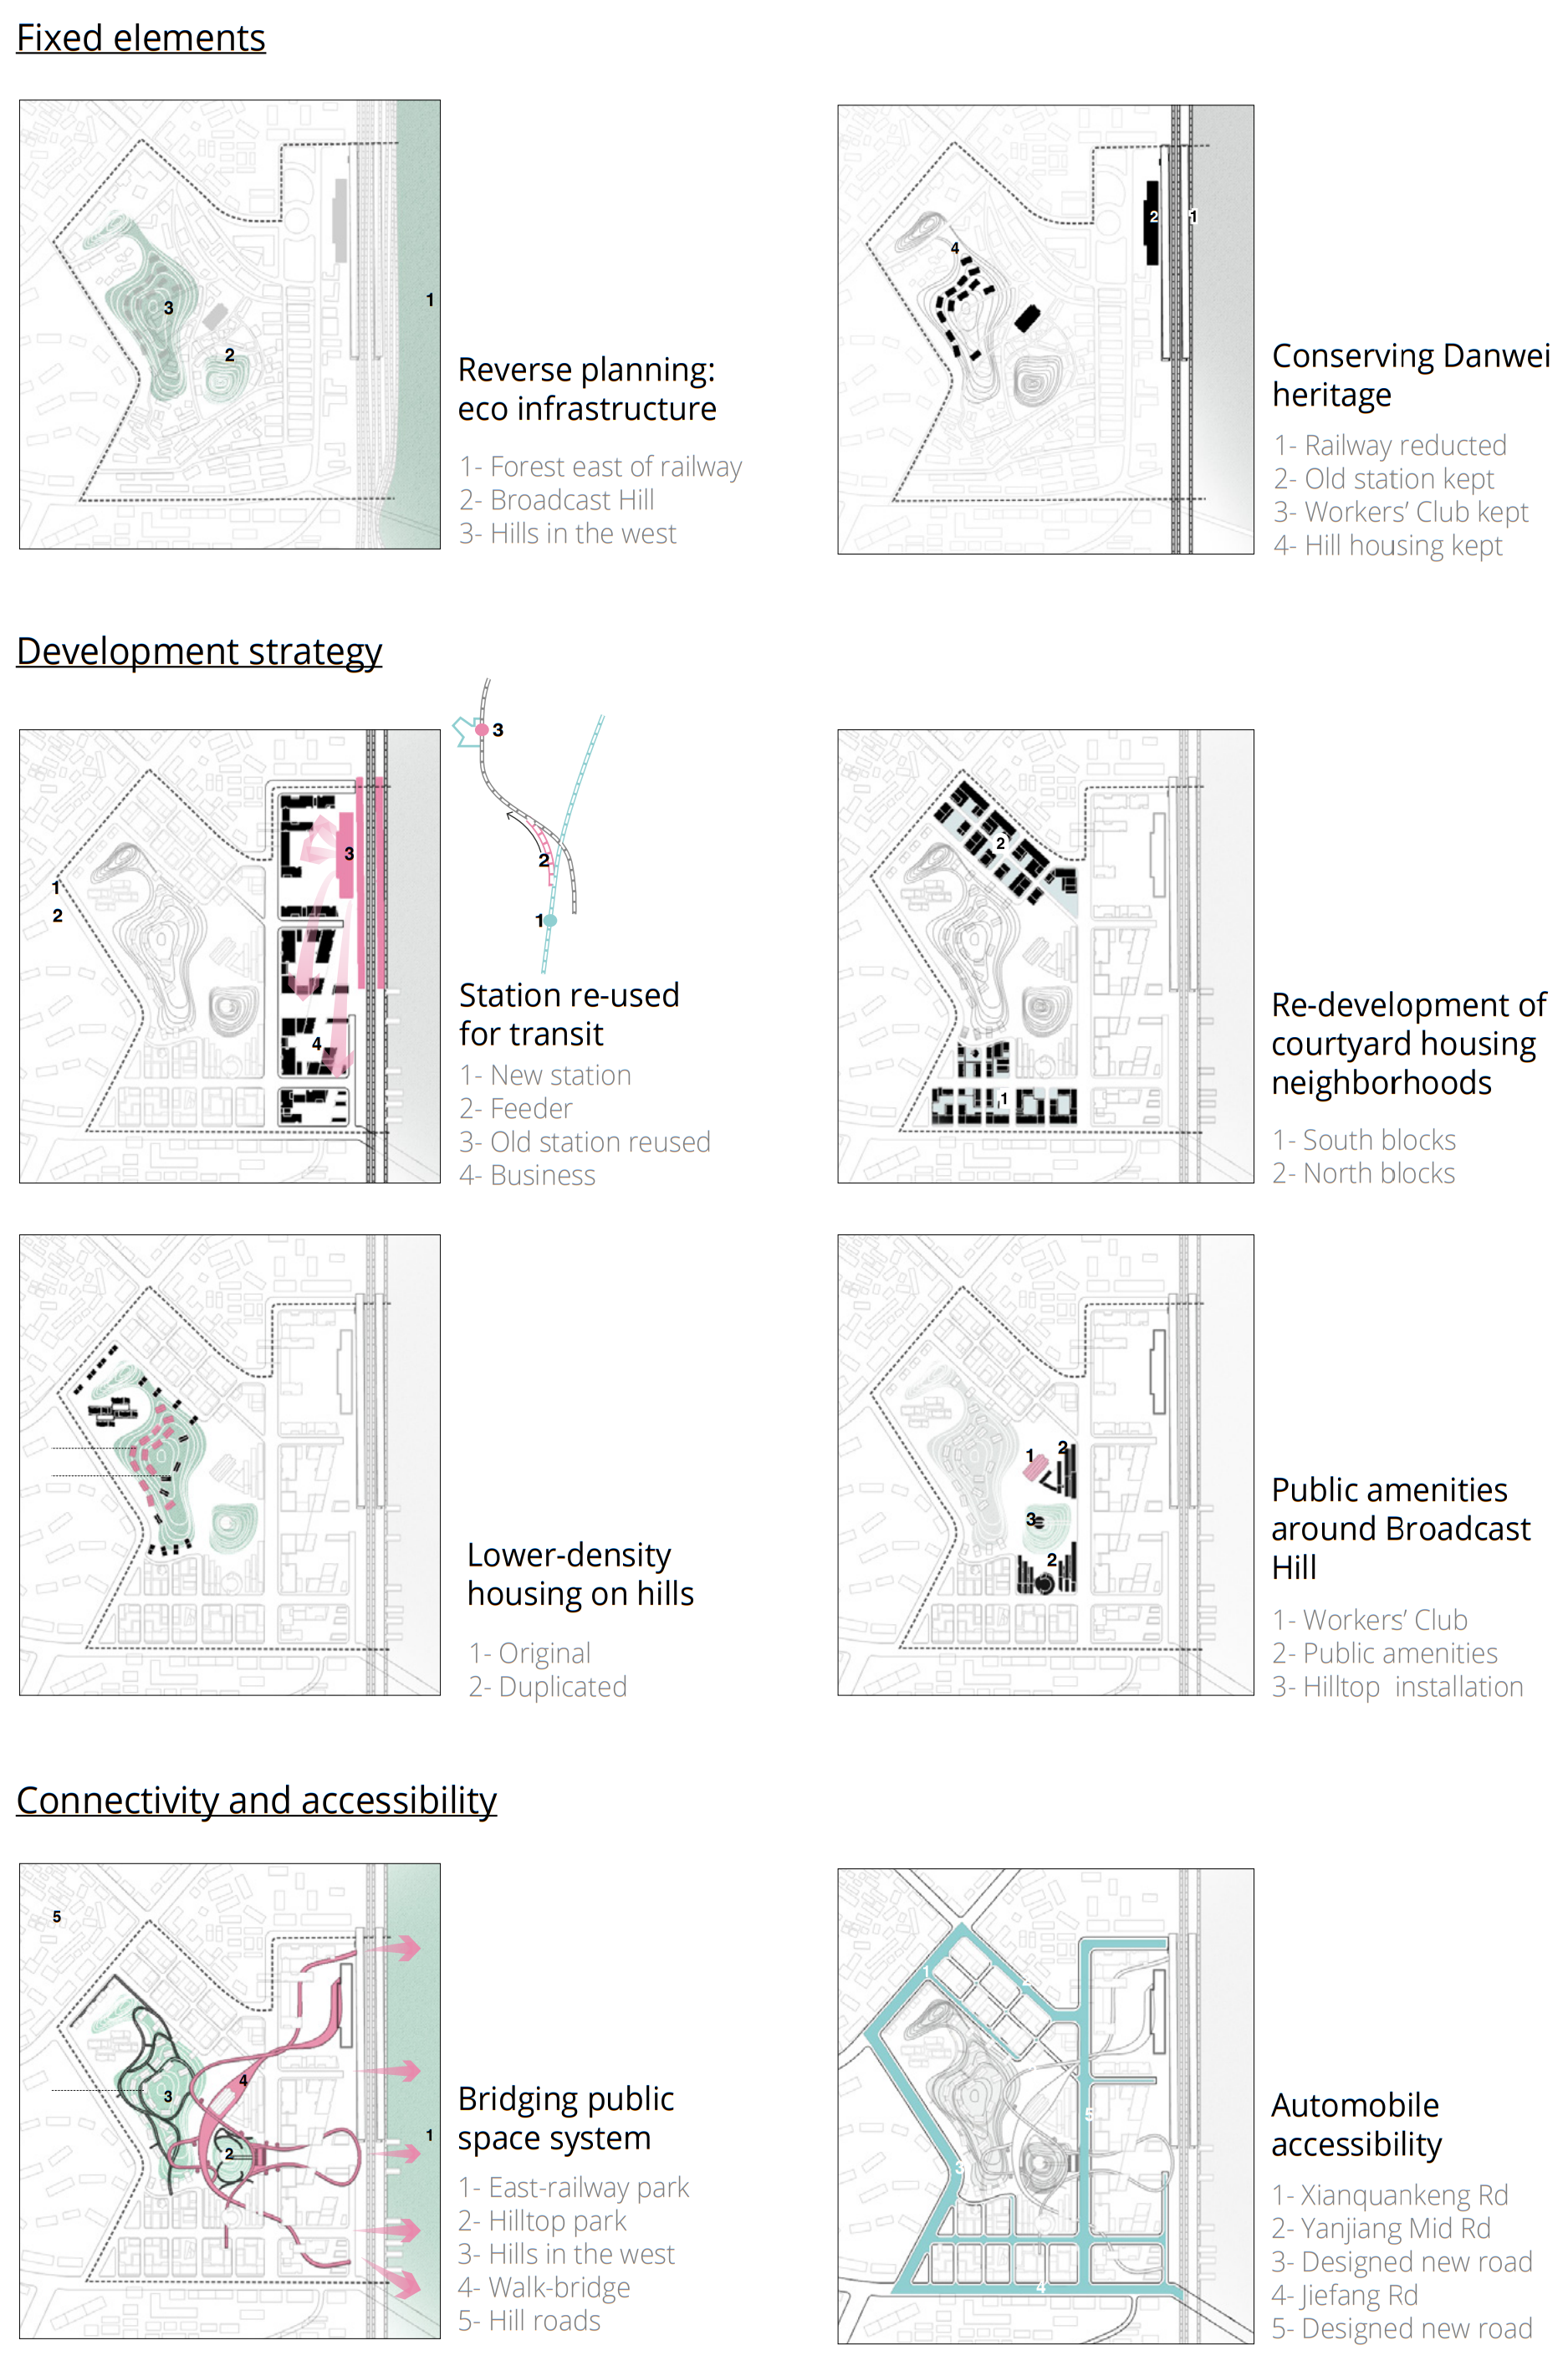 Fixed elements
3
2
1
Reverse planning:
eco infrastructure
1- Forest east of railway
2- Broadcast Hill
3- Hills in the west
4
2
1
Conserving Danwei
heritage
1- Railway reducted
2- Old station kept
3- Workers’ Club kept
4- Hill housing kept
Development strategy
1
2
3
4
3
2
1
Station re-used
for transit
1- New station
2- Feeder
3- Old station reused
4- Business
2
1
Re-development of
courtyard housing
neighborhoods
1- South blocks
2- North blocks
Lower-density
housing on hills
1- Original
2- Duplicated
1
2
3
2
Public amenities
around Broadcast
Hill
1- Workers’ Club
2- Public amenities
3- Hilltop installation
Connectivity and accessibility
5
4
3
2
1
Bridging public
space system
1- East-railway park
2- Hilltop park
3- Hills in the west
4- Walk-bridge
5- Hill roads
1
2
5
3
4
Automobile
accessibility
1- Xianquankeng Rd
2- Yanjiang Mid Rd
3- Designed new road
4- Jiefang Rd
5- Designed new road